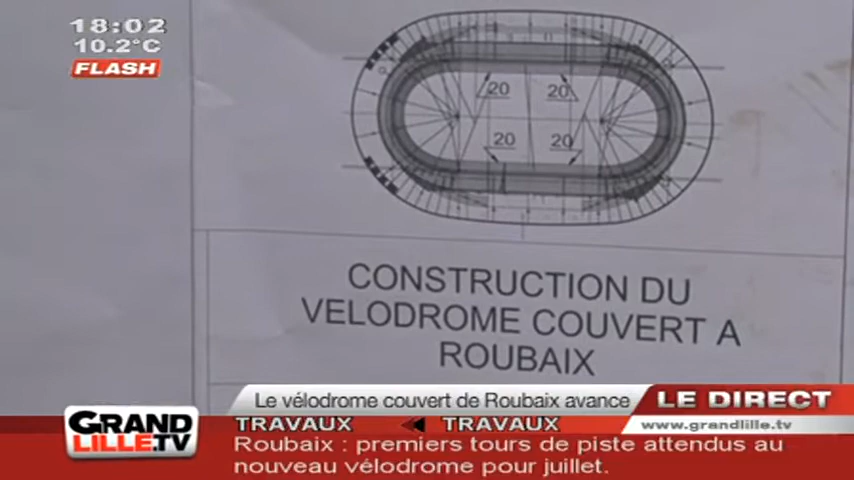 18:02
10.2°C
FLASH
20 20
20 20
CONSTRUCTION DU
VELODROME COUVERT A
ROUBAIX
Le vélodrome couvert de Roubaix avance
LE DIRECT
TRAVAUX TRAVAUX
www.grandlille.tv
GRAND
LILLE.TV
Roubaix : premiers tours de piste attendus au
nouveau vélodrome pour juillet.